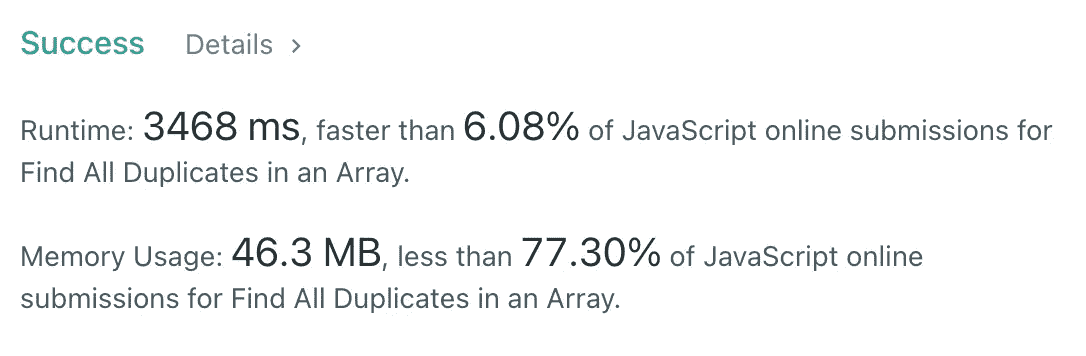 Success Details >
Runtime: 3468 ms, faster than 6.08% of JavaScript online submissions for
Find All Duplicates in an Array.
Memory Usage: 46.3 MB, less than 77.30% of JavaScript online
submissions for Find All Duplicates in an Array.